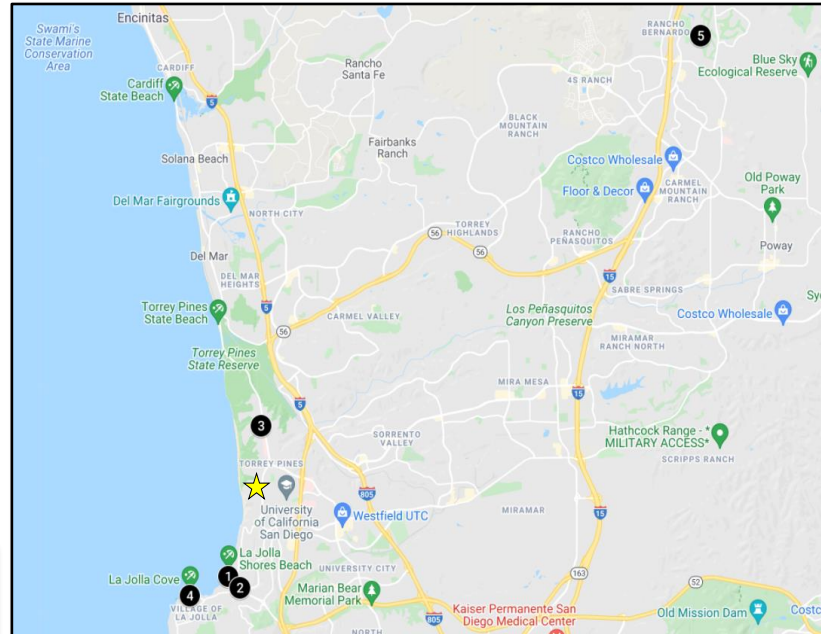 Encinitas
Swami's
State Marine
Conservation
Area
CARDIFF
Cardiff
State Beach
5
RANCHO
BERNARDO
5
Blue Sky
Ecological Reserve
Rancho
Santa Fe
4S RANCH
BLACK
MOUNTAIN
RANCH
Fairbanks
Ranch
Solana Beach
Costco Wholesale
Floor & Decor
CARMEL
MOUNTAIN
RANCH
Old Poway
Park
Del Mar Fairgrounds
NORTH CITY
TORREY
HIGHLANDS
56
56
RANCHO
PEÑASQUITOS
Poway
Del Mar
DEL MAR
HEIGHTS
15
SABRE SPRINGS
Torrey Pines
State Beach
5
56
CARMEL VALLEY
Los Peñasquitos
Canyon Preserve
Costco Wholesale
Torrey Pines
State Reserve
MIRAMAR
RANCH NORTH
MIRA MESA
15
5
3
SORRENTO
VALLEY
Hathcock Range - *
MILITARY ACCESS*
SCRIPPS RANCH
TORREY PINES
University
of California
San Diego
805
Westfield UTC
MIRAMAR
15
La Jolla
Shores Beach
La Jolla Cove
1
2
4
VILLAGE OF
LA JOLLA
UNIVERSITY CITY
Marian Bear
Memorial Park
163
52
805
Kaiser Permanente San
Diego Medical Center
Old Mission Dam
NORTH